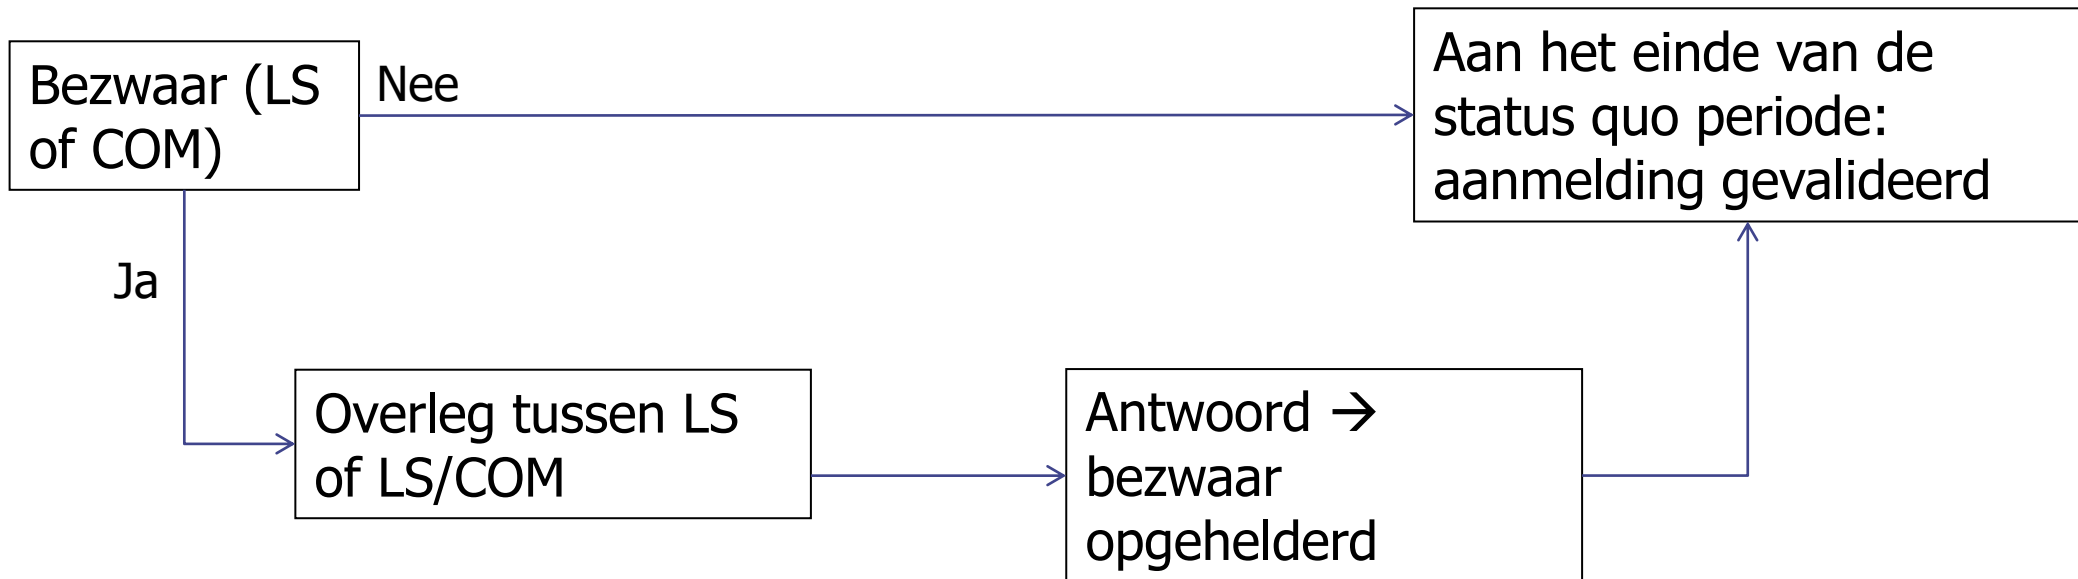 Bezwaar (LS
of COM)
Nee
Aan het einde van de
status quo periode:
aanmelding gevalideerd
Ja
Overleg tussen LS
of LS/COM
Antwoord →
bezwaar
opgehelderd